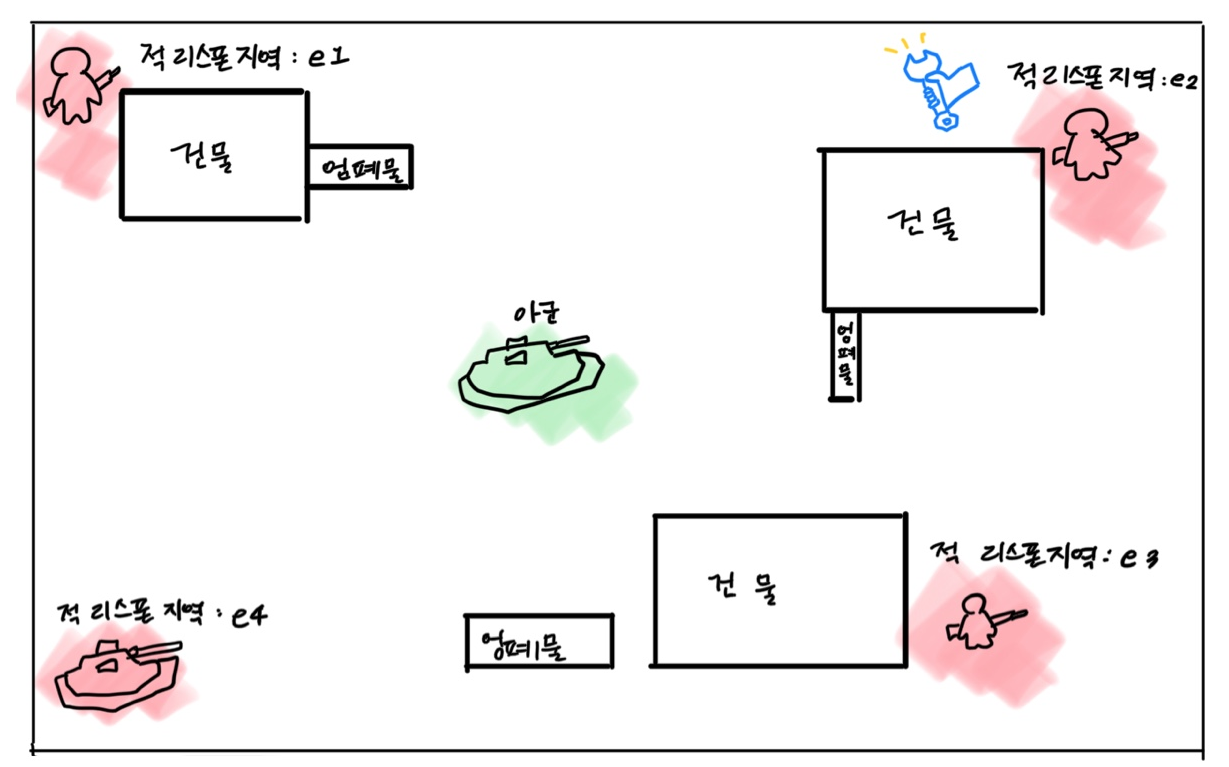 적 리스폰 지역 : e1
적 리스폰 지역 : e2
건물
엄폐물
건물
아군
엄폐물
적 리스폰 지역 : e3
건물
적 리스폰 지역 : e4
엄폐물